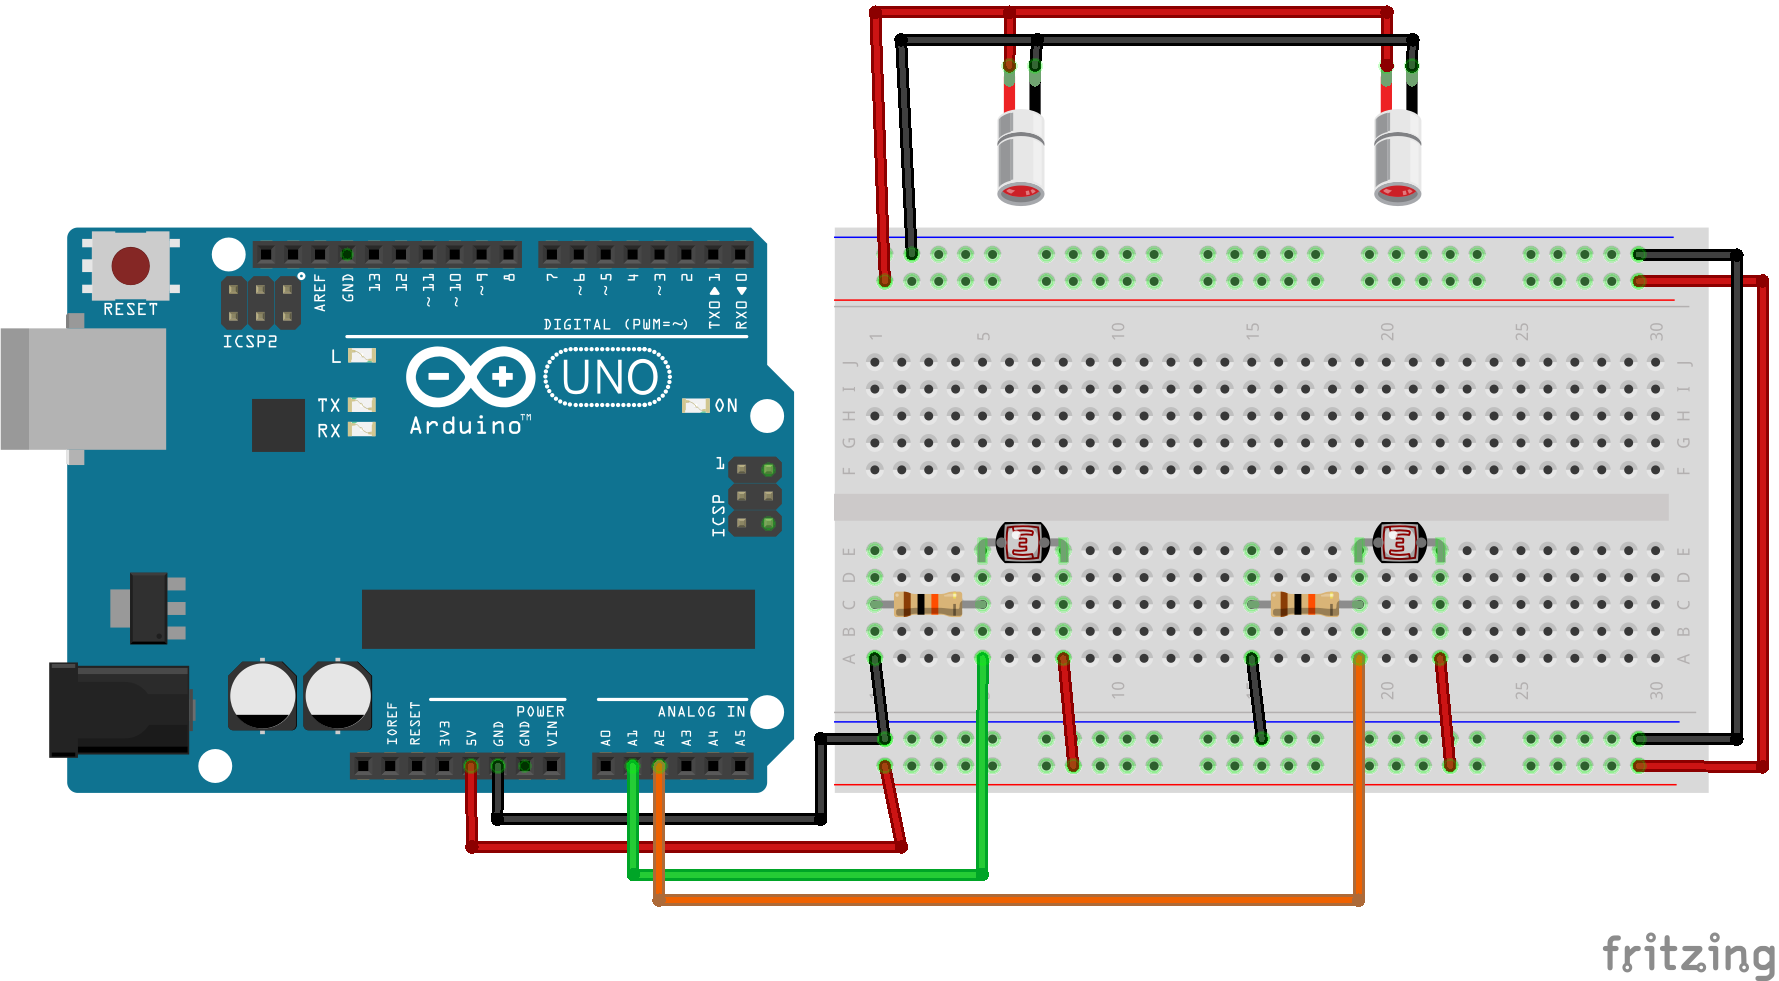 RESET
ICSP2
AREF
GND
13
12
~11
~10
~9
8
7
~6
~5
4
~3
2
TX0▶1
RX0◀0
DIGITAL (PWM=~)
L
TX
RX
UNO
Arduino™
ON
1
ICSP
POWER
ANALOG IN
IOREF
RESET
3V3
5V
GND
GND
VIN
A0
A1
A2
A3
A4
A5
1 5 10 15 20 25 30
J J
I I
H H
G G
F F
E E
D D
C C
B B
A A
10 20 25 30
fritzing